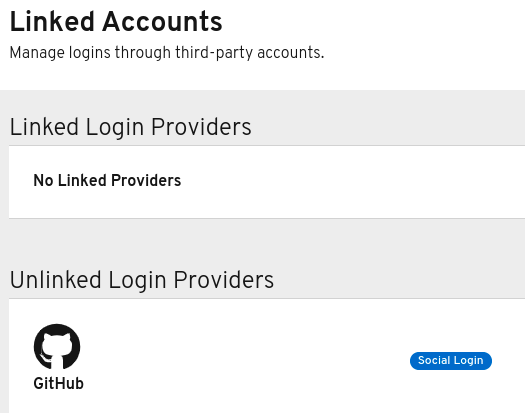 Linked Accounts
Manage logins through third-party accounts.
Linked Login Providers
No Linked Providers
Unlinked Login Providers
Social Login
GitHub